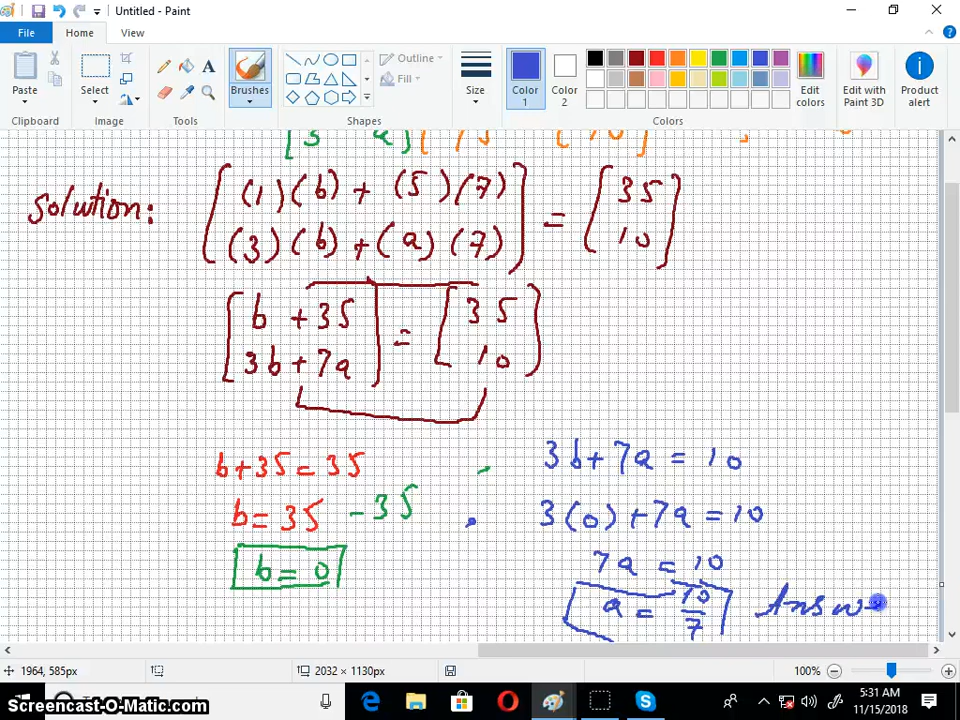 Untitled - Paint
File Home View
Paste Select Brushes Size Color 1 Color 2 Edit colors Edit with Paint 3D Product alert
Outline
Fill
Clipboard Image Tools Shapes Colors
Solution:
[(1)(b) + (5)(7)] = [35]
[(3)(b) + (a)(7)] [10]
[b + 35] = [35]
[3b + 7a] [10]
b+35 = 35
b = 35 - 35
b = 0
3b + 7a = 10
3(0) + 7a = 10
7a = 10
a = 10/7 Answ
1964, 585px 2032 × 1130px 100%
5:31 AM
11/15/2018
Screencast-O-Matic.com